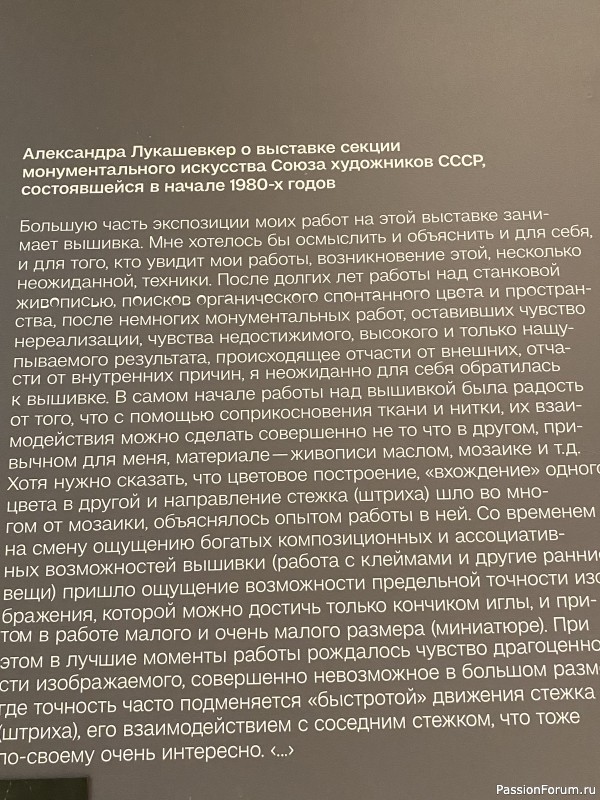 Александра Лукашевкер о выставке секции
монументального искусства Союза художников СССР,
состоявшейся в начале 1980-х годов
Большую часть экспозиции моих работ на этой выставке зани-
мает вышивка. Мне хотелось бы осмыслить и объяснить и для себя,
и для того, кто увидит мои работы, возникновение этой, несколько
неожиданной, техники. После долгих лет работы над станковой
живописью, поисков органического спонтанного цвета и простран-
ства, после немногих монументальных работ, оставивших чувство
нереализации, чувства недостижимого, высокого и только нащу-
пываемого результата, происходящее отчасти от внешних, отча-
сти от внутренних причин, я неожиданно для себя обратилась
к вышивке. В самом начале работы над вышивкой была радость
от того, что с помощью соприкосновения ткани и нитки, их взаи-
модействия можно сделать совершенно не то что в другом, при-
вычном для меня, материале — живописи маслом, мозаике и т.д.
Хотя нужно сказать, что цветовое построение, «вхождение» одного
цвета в другой и направление стежка (штриха) шло во мно-
гом от мозаики, объяснялось опытом работы в ней. Со временем
на смену ощущению богатых композиционных и ассоциатив-
ных возможностей вышивки (работа с клеймами и другие ранние
вещи) пришло ощущение возможности предельной точности изо
бражения, которой можно достичь только кончиком иглы, и при-
том в работе малого и очень малого размера (миниатюре). При
этом в лучшие моменты работы рождалось чувство драгоценно
сти изображаемого, совершенно невозможное в большом разм
где точность часто подменяется «быстротой» движения стежка
(штриха), его взаимодействием с соседним стежком, что тоже
по-своему очень интересно. ‹...›
PassionForum.ru